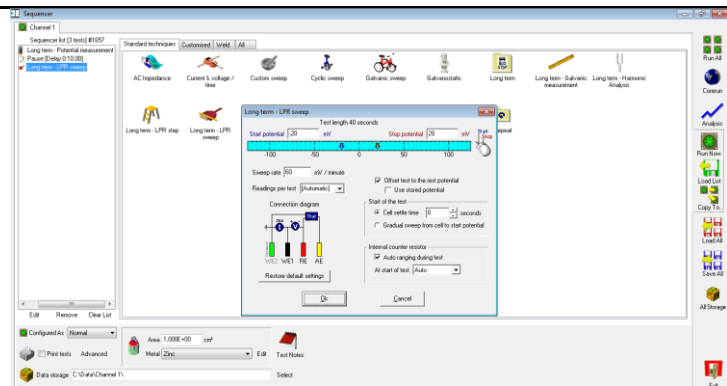 Sequencer
Channel 1
Sequencer list (3 tests) #1657
Long term - Potential measurement
Pause [Delay 0:10.00]
Long term - LPR sweep
Standard techniques Customised Weld All
AC Impedance
Current & voltage / time
Custom sweep
Cyclic sweep
Galvanic sweep
Galvanostatic
Long term
Long term - Galvanic measurement
Long term - Harmonic Analysis
Long term - LPR step
Long term - LPR sweep
Long term - LPR sweep
Test length 40 seconds
Start potential -20 mV Stop potential 20 mV
Start
Stop
-100 -50 0 50 100
Sweep rate 60 mV / minute
Readings per test [Automatic]
Offset test to the rest potential
Use stored potential
Connection diagram
Start of the test
Cell settle time 0 seconds
Gradual sweep from cell to start potential
WE2 WE1 RE AE
Internal counter resistor
Auto ranging during test
At start of test Auto
Restore default settings
Ok Cancel
Edit Remove Clear List
Configured As Normal
Print tests Advanced
Area 1.000E+00 cm²
Metal Zinc Edit
Test Notes
Data storage C:\Data\Channel 1\ Select
Run All
Corerun
Analysis
Run Now
Load List
Copy To..
Load All
Save All
All Storage
Exit